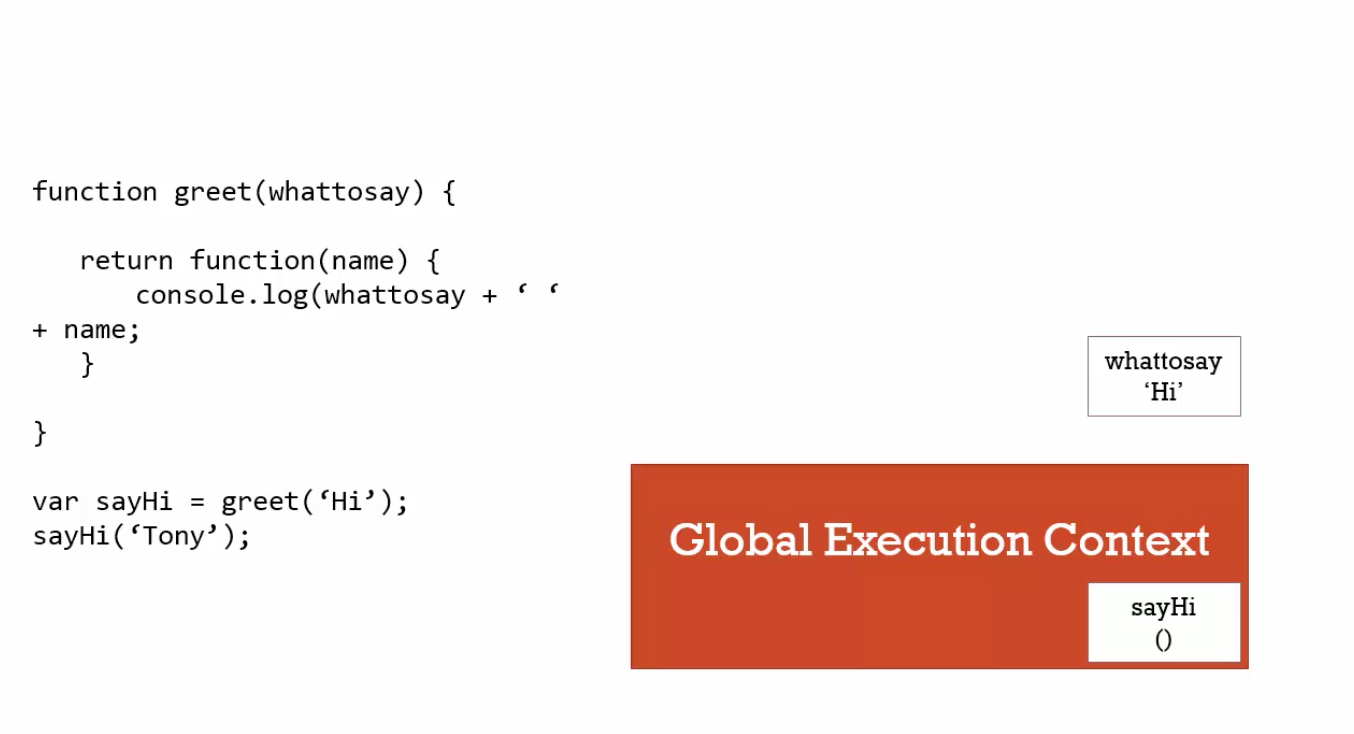 function greet(whattosay) {
return function(name) {
console.log(whattosay + ‘ ‘
+ name;
}
}
var sayHi = greet(‘Hi’);
sayHi(‘Tony’);
whattosay
‘Hi’
Global Execution Context
sayHi
()